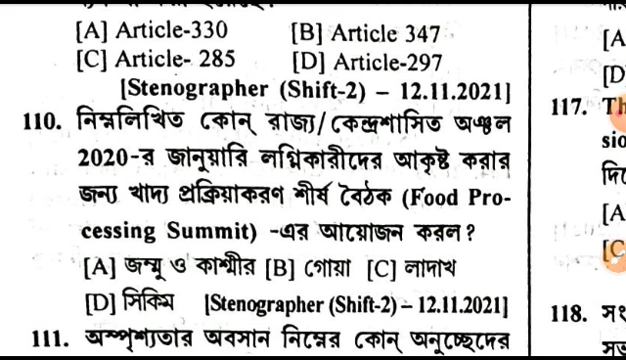 [A] Article-330 [B] Article 347
[C] Article- 285 [D] Article-297
[Stenographer (Shift-2) – 12.11.2021]
110. নিম্নলিখিত কোন্ রাজ্য/কেন্দ্রশাসিত অঞ্চল
2020-র জানুয়ারি লগ্নিকারীদের আকৃষ্ট করার
জন্য খাদ্য প্রক্রিয়াকরণ শীর্ষ বৈঠক (Food Pro-
cessing Summit) -এর আয়োজন করল?
[A] জম্মু ও কাশ্মীর [B] গোয়া [C] লাদাখ
[D] সিকিম [Stenographer (Shift-2) – 12.11.2021]
111. অস্পৃশ্যতার অবসান নিম্নের কোন্ অনুচ্ছেদের
[A
[D
117. Th
sio
দি
[A
[C
118. সং